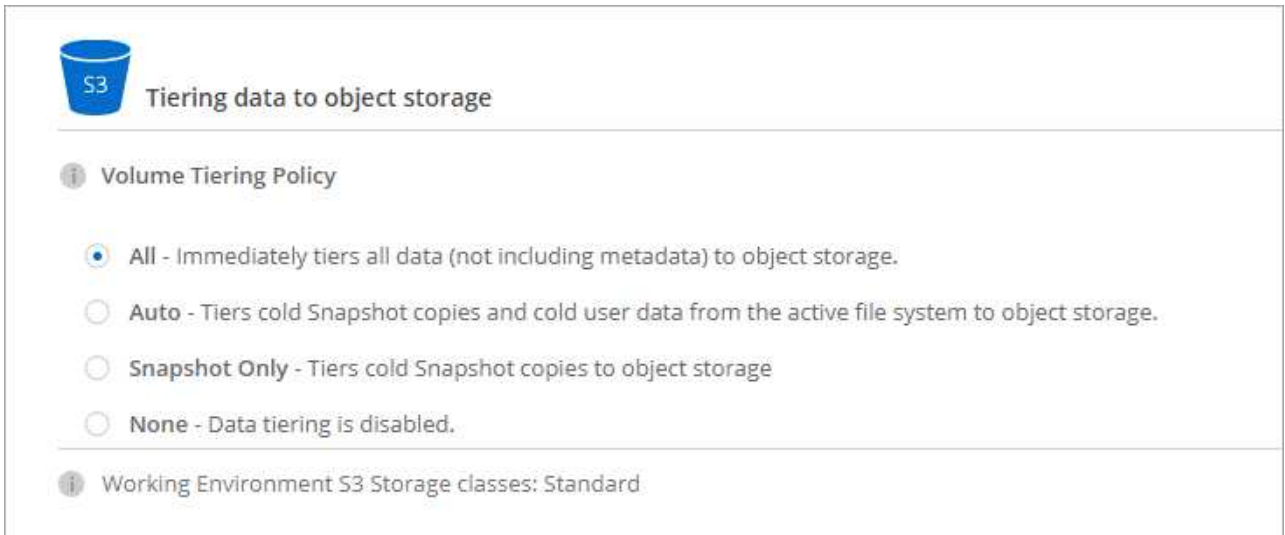 S3
Tiering data to object storage
Volume Tiering Policy
All - Immediately tiers all data (not including metadata) to object storage.
Auto - Tiers cold Snapshot copies and cold user data from the active file system to object storage.
Snapshot Only - Tiers cold Snapshot copies to object storage
None - Data tiering is disabled.
Working Environment S3 Storage classes: Standard